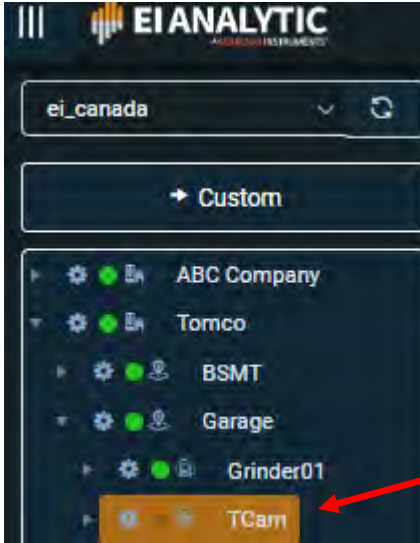 EI ANALYTIC
ei_canada
Custom
ABC Company
Tomco
BSMT
Garage
Grinder01
TCam